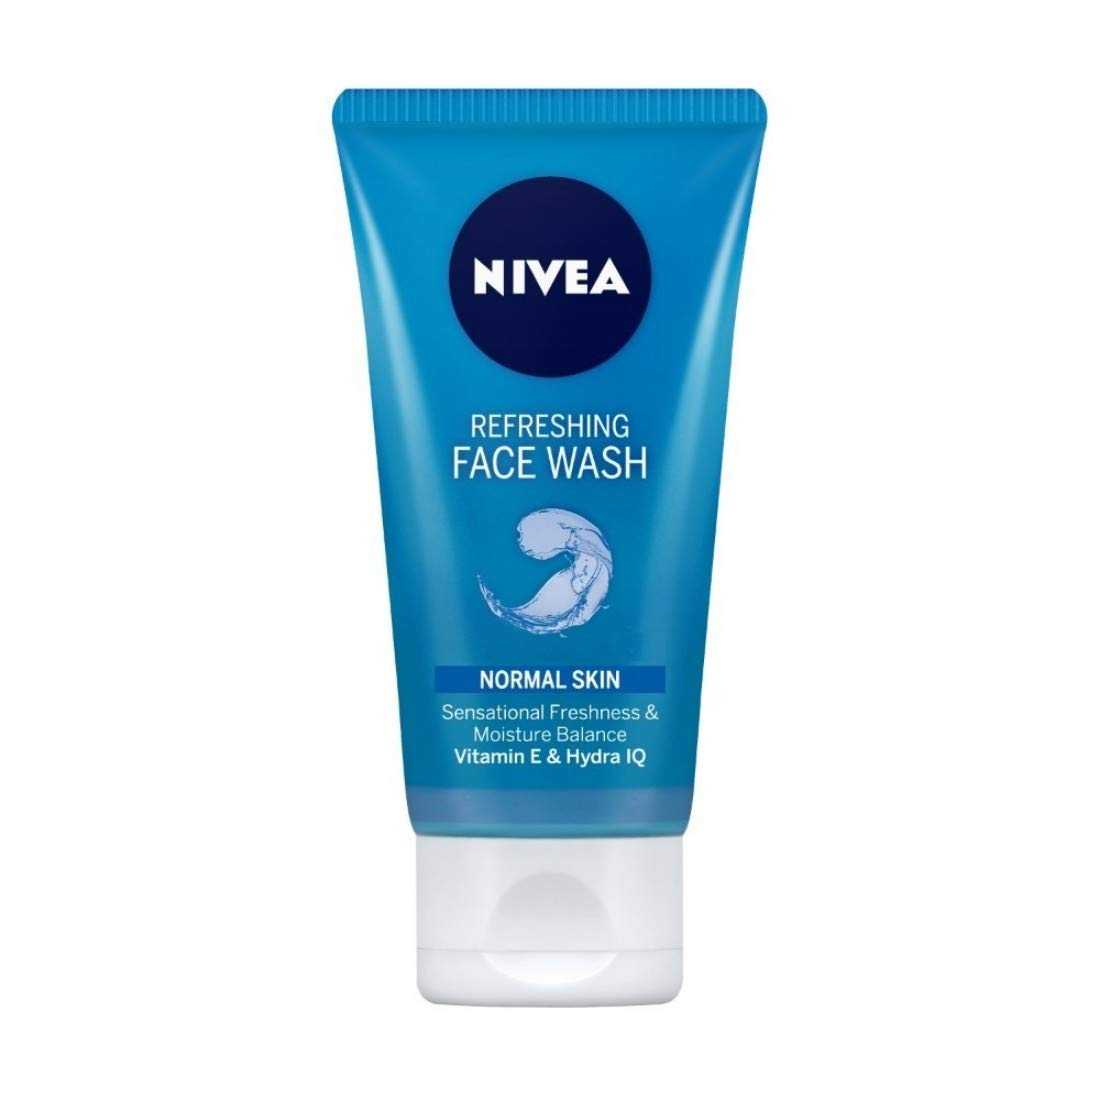 NIVEA
REFRESHING
FACE WASH
NORMAL SKIN
Sensational Freshness &
Moisture Balance
Vitamin E & Hydra IQ